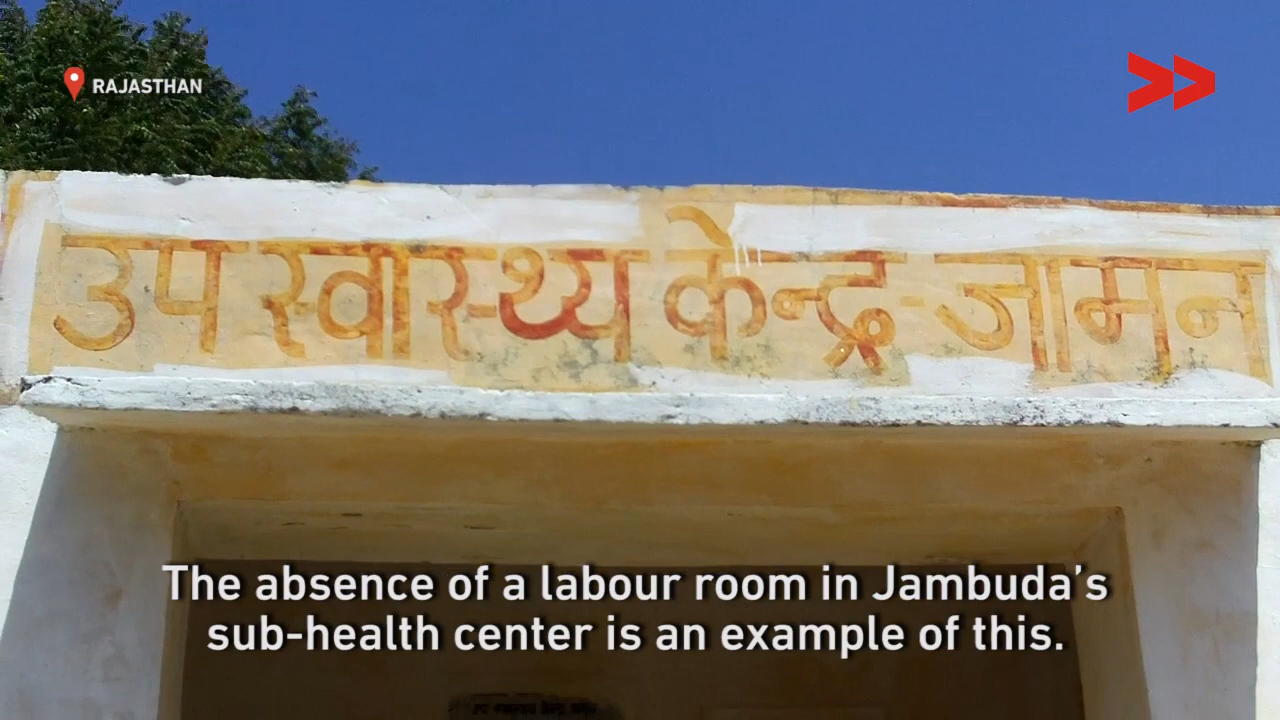 RAJASTHAN
उप स्वास्थ्य केन्द्र-जामन
The absence of a labour room in Jambuda's
sub-health center is an example of this.